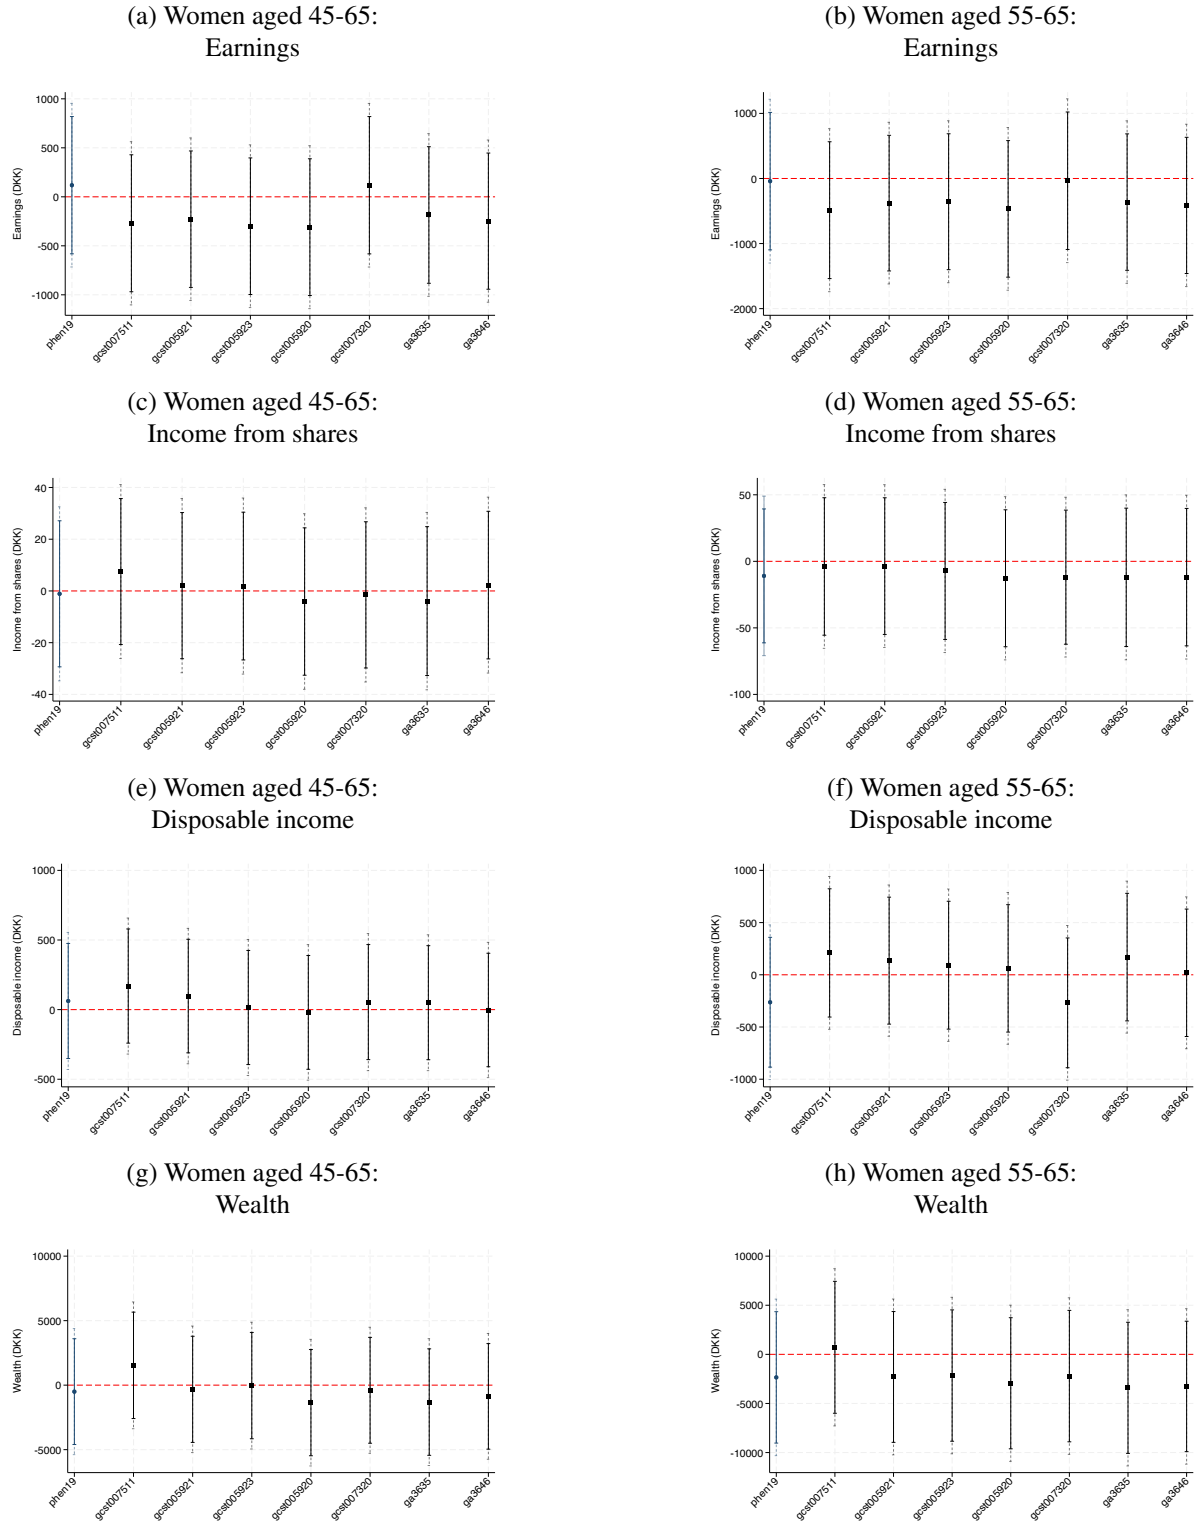 (a) Women aged 45-65:
Earnings
1000
500
0
-500
-1000
Earnings (DKK)
phen19
gcst007511
gcst005921
gcst005923
gcst005920
gcst007320
ga3635
ga3646
(b) Women aged 55-65:
Earnings
1000
0
-1000
-2000
Earnings (DKK)
phen19
gcst007511
gcst005921
gcst005923
gcst005920
gcst007320
ga3635
ga3646
(c) Women aged 45-65:
Income from shares
40
20
0
-20
-40
Income from shares (DKK)
phen19
gcst007511
gcst005921
gcst005923
gcst005920
gcst007320
ga3635
ga3646
(d) Women aged 55-65:
Income from shares
50
0
-50
-100
Income from shares (DKK)
phen19
gcst007511
gcst005921
gcst005923
gcst005920
gcst007320
ga3635
ga3646
(e) Women aged 45-65:
Disposable income
1000
500
0
-500
Disposable income (DKK)
phen19
gcst007511
gcst005921
gcst005923
gcst005920
gcst007320
ga3635
ga3646
(f) Women aged 55-65:
Disposable income
1000
500
0
-500
-1000
Disposable income (DKK)
phen19
gcst007511
gcst005921
gcst005923
gcst005920
gcst007320
ga3635
ga3646
(g) Women aged 45-65:
Wealth
10000
5000
0
-5000
Wealth (DKK)
phen19
gcst007511
gcst005921
gcst005923
gcst005920
gcst007320
ga3635
ga3646
(h) Women aged 55-65:
Wealth
10000
5000
0
-5000
-10000
Wealth (DKK)
phen19
gcst007511
gcst005921
gcst005923
gcst005920
gcst007320
ga3635
ga3646